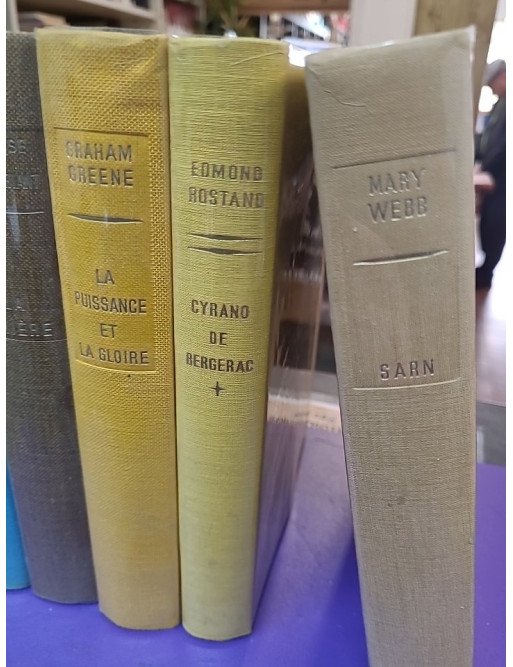 GRAHAM
GREENE
LA
PUISSANCE
ET
LA GLOIRE
EDMOND
ROSTAND
CYRANO
DE
BERGERAC
MARY
WEBB
SARN